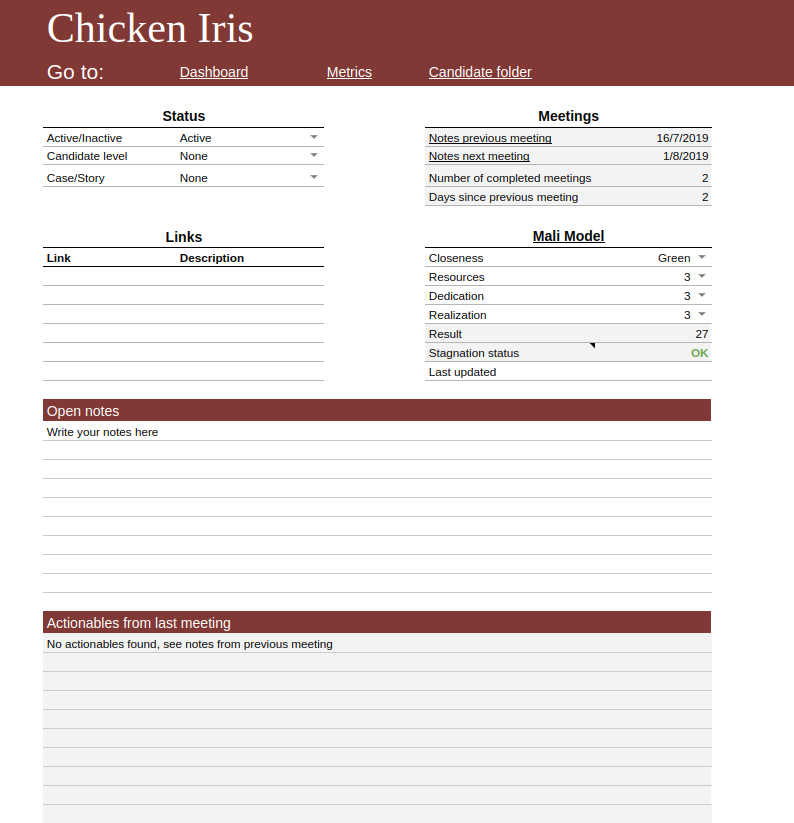 Chicken Iris
Go to: Dashboard Metrics Candidate folder
Status
Active/Inactive Active
Candidate level None
Case/Story None
Meetings
Notes previous meeting 16/7/2019
Notes next meeting 1/8/2019
Number of completed meetings 2
Days since previous meeting 2
Links
Link Description
Mali Model
Closeness Green
Resources 3
Dedication 3
Realization 3
Result 27
Stagnation status OK
Last updated
Open notes
Write your notes here
Actionables from last meeting
No actionables found, see notes from previous meeting